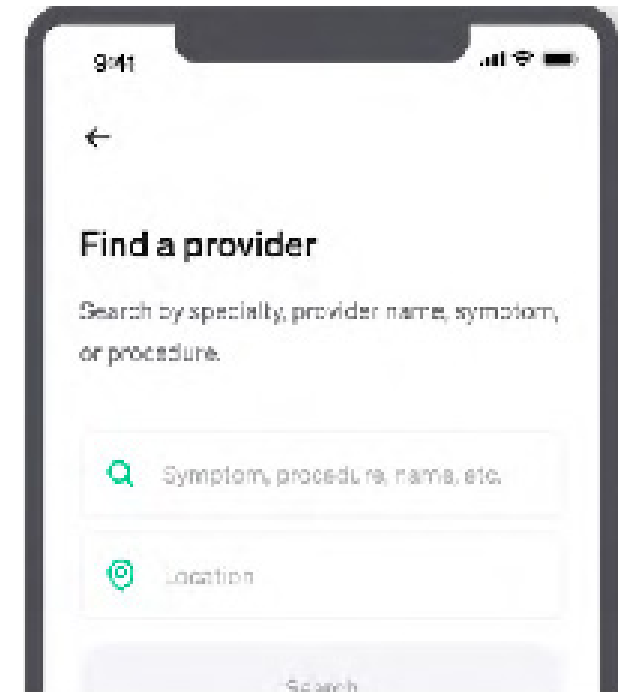 9:41
Find a provider
Search by specialty, provider name, symptom,
or procedure.
Symptom, procedure, name, etc.
Location
Search